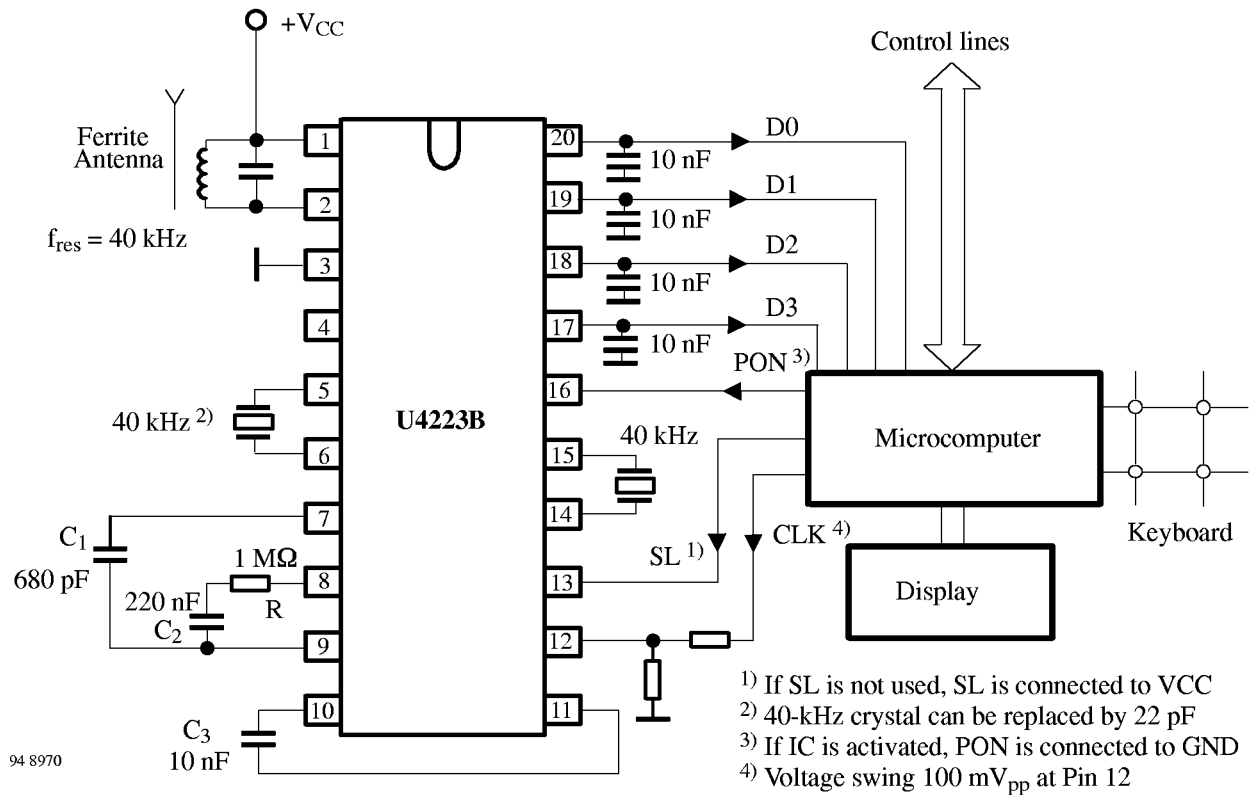 +V_CC
Control lines
Ferrite
Antenna
f_res = 40 kHz
1
2
3
4
5
6
7
8
9
10
20
19
18
17
16
15
14
13
12
11
U4223B
10 nF
D0
10 nF
D1
10 nF
D2
10 nF
D3
PON 3)
40 kHz 2)
40 kHz
Microcomputer
Keyboard
Display
C1
680 pF
1 MΩ
R
220 nF
C2
SL 1)
CLK 4)
C3
10 nF
94 8970
1) If SL is not used, SL is connected to VCC
2) 40-kHz crystal can be replaced by 22 pF
3) If IC is activated, PON is connected to GND
4) Voltage swing 100 mVpp at Pin 12